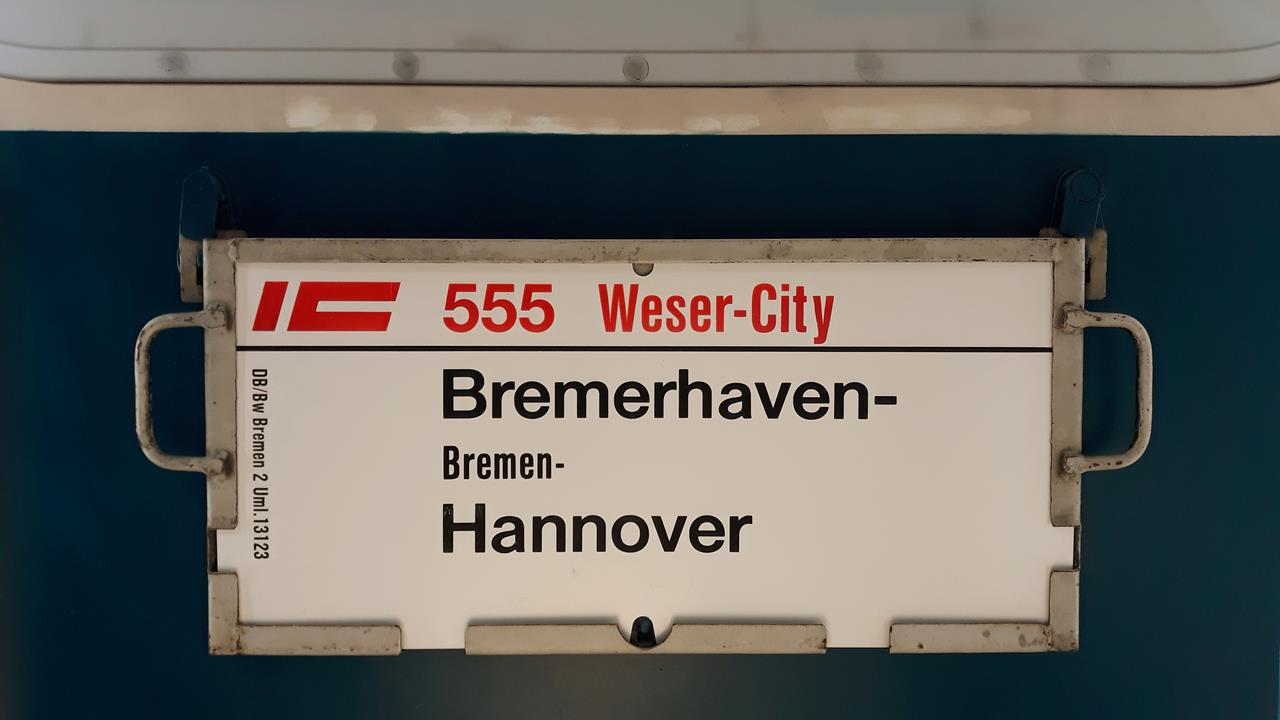 IC 555 Weser-City
Bremerhaven-
Bremen-
Hannover
DB/Bw Bremen 2 Uml.13123